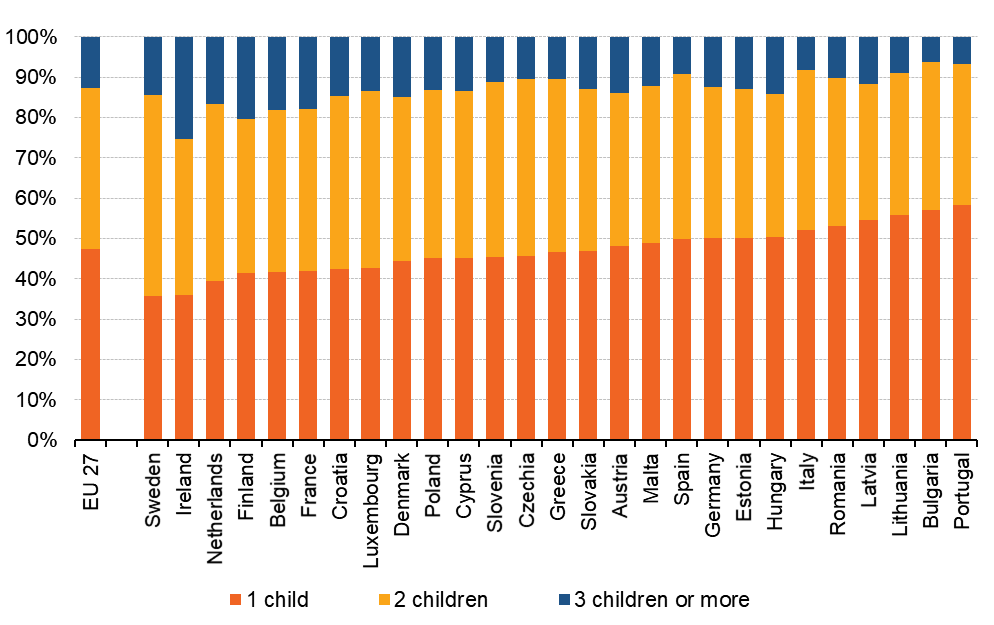 100%
90%
80%
70%
60%
50%
40%
30%
20%
10%
0%
EU 27
Sweden
Ireland
Netherlands
Finland
Belgium
France
Croatia
Luxembourg
Denmark
Poland
Cyprus
Slovenia
Czechia
Greece
Slovakia
Austria
Malta
Spain
Germany
Estonia
Hungary
Italy
Romania
Latvia
Lithuania
Bulgaria
Portugal
1 child
2 children
3 children or more